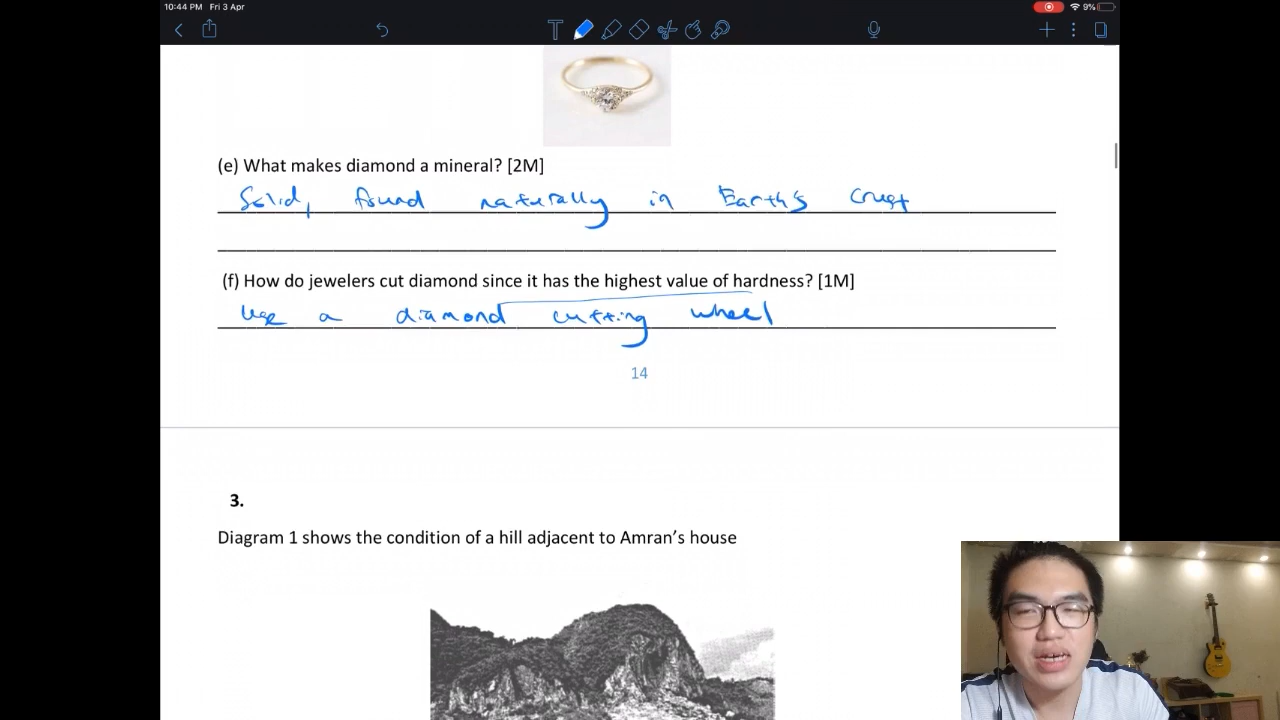 10:44 PM Fri 3 Apr 9%
(e) What makes diamond a mineral? [2M]
Solid, found naturally in Earth's crust
(f) How do jewelers cut diamond since it has the highest value of hardness? [1M]
Use a diamond cutting wheel
14
3.
Diagram 1 shows the condition of a hill adjacent to Amran's house